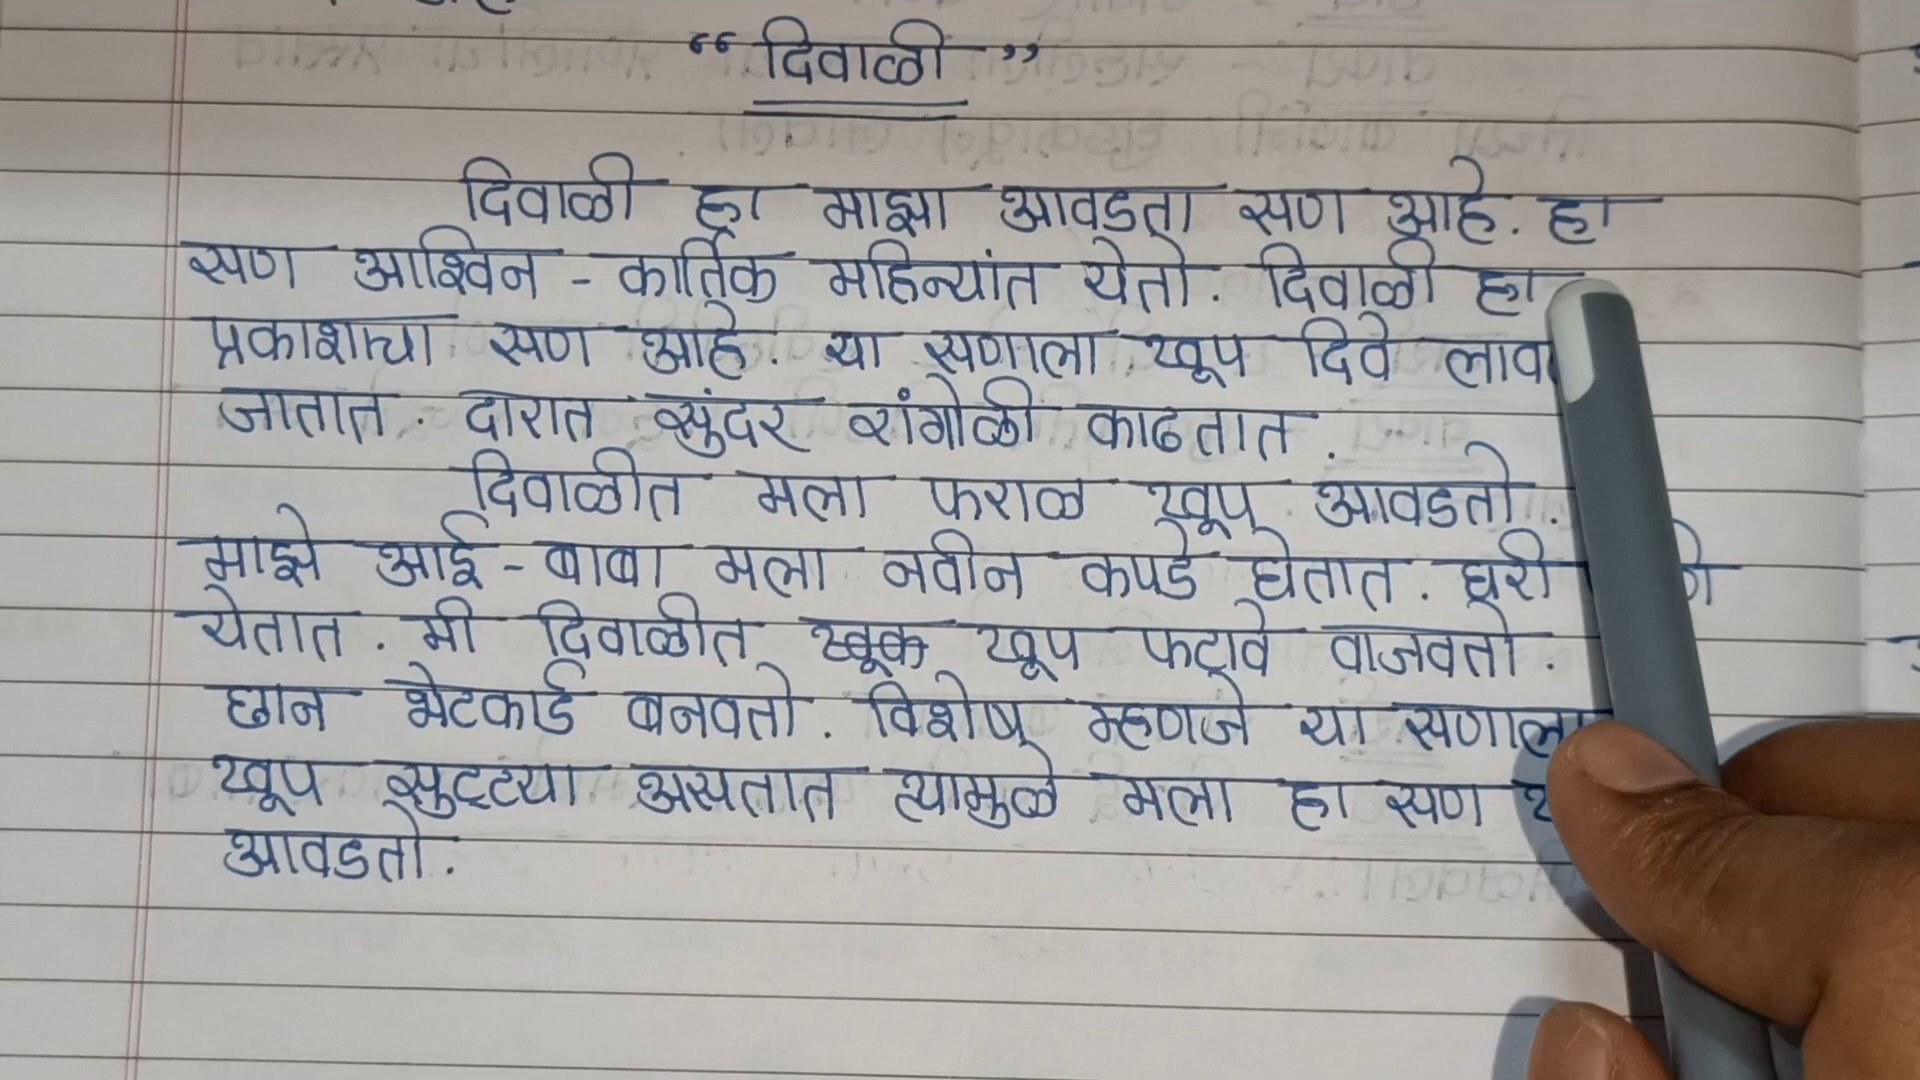 “ दिवाळी ”
दिवाळी हा माझा आवडता सण आहे. हा
सण आश्विन - कार्तिक महिन्यांत येतो. दिवाळी हा
प्रकाशाचा सण आहे. या सणाला खूप दिवे
जातात. दारात सुंदर रांगोळी काढतात.
दिवाळीत मला फराळ खूप आवडतो.
माझे आई - बाबा मला नवीन कपडे घेतात. घरी
येतात. मी दिवाळीत खूक खूप फटावे वाजवतो.
छान भेटकार्ड बनवतो. विशेष म्हणजे या सणाला
खूप सुट्ट्या असतात त्यामुळे मला हा सण
आवडतो.